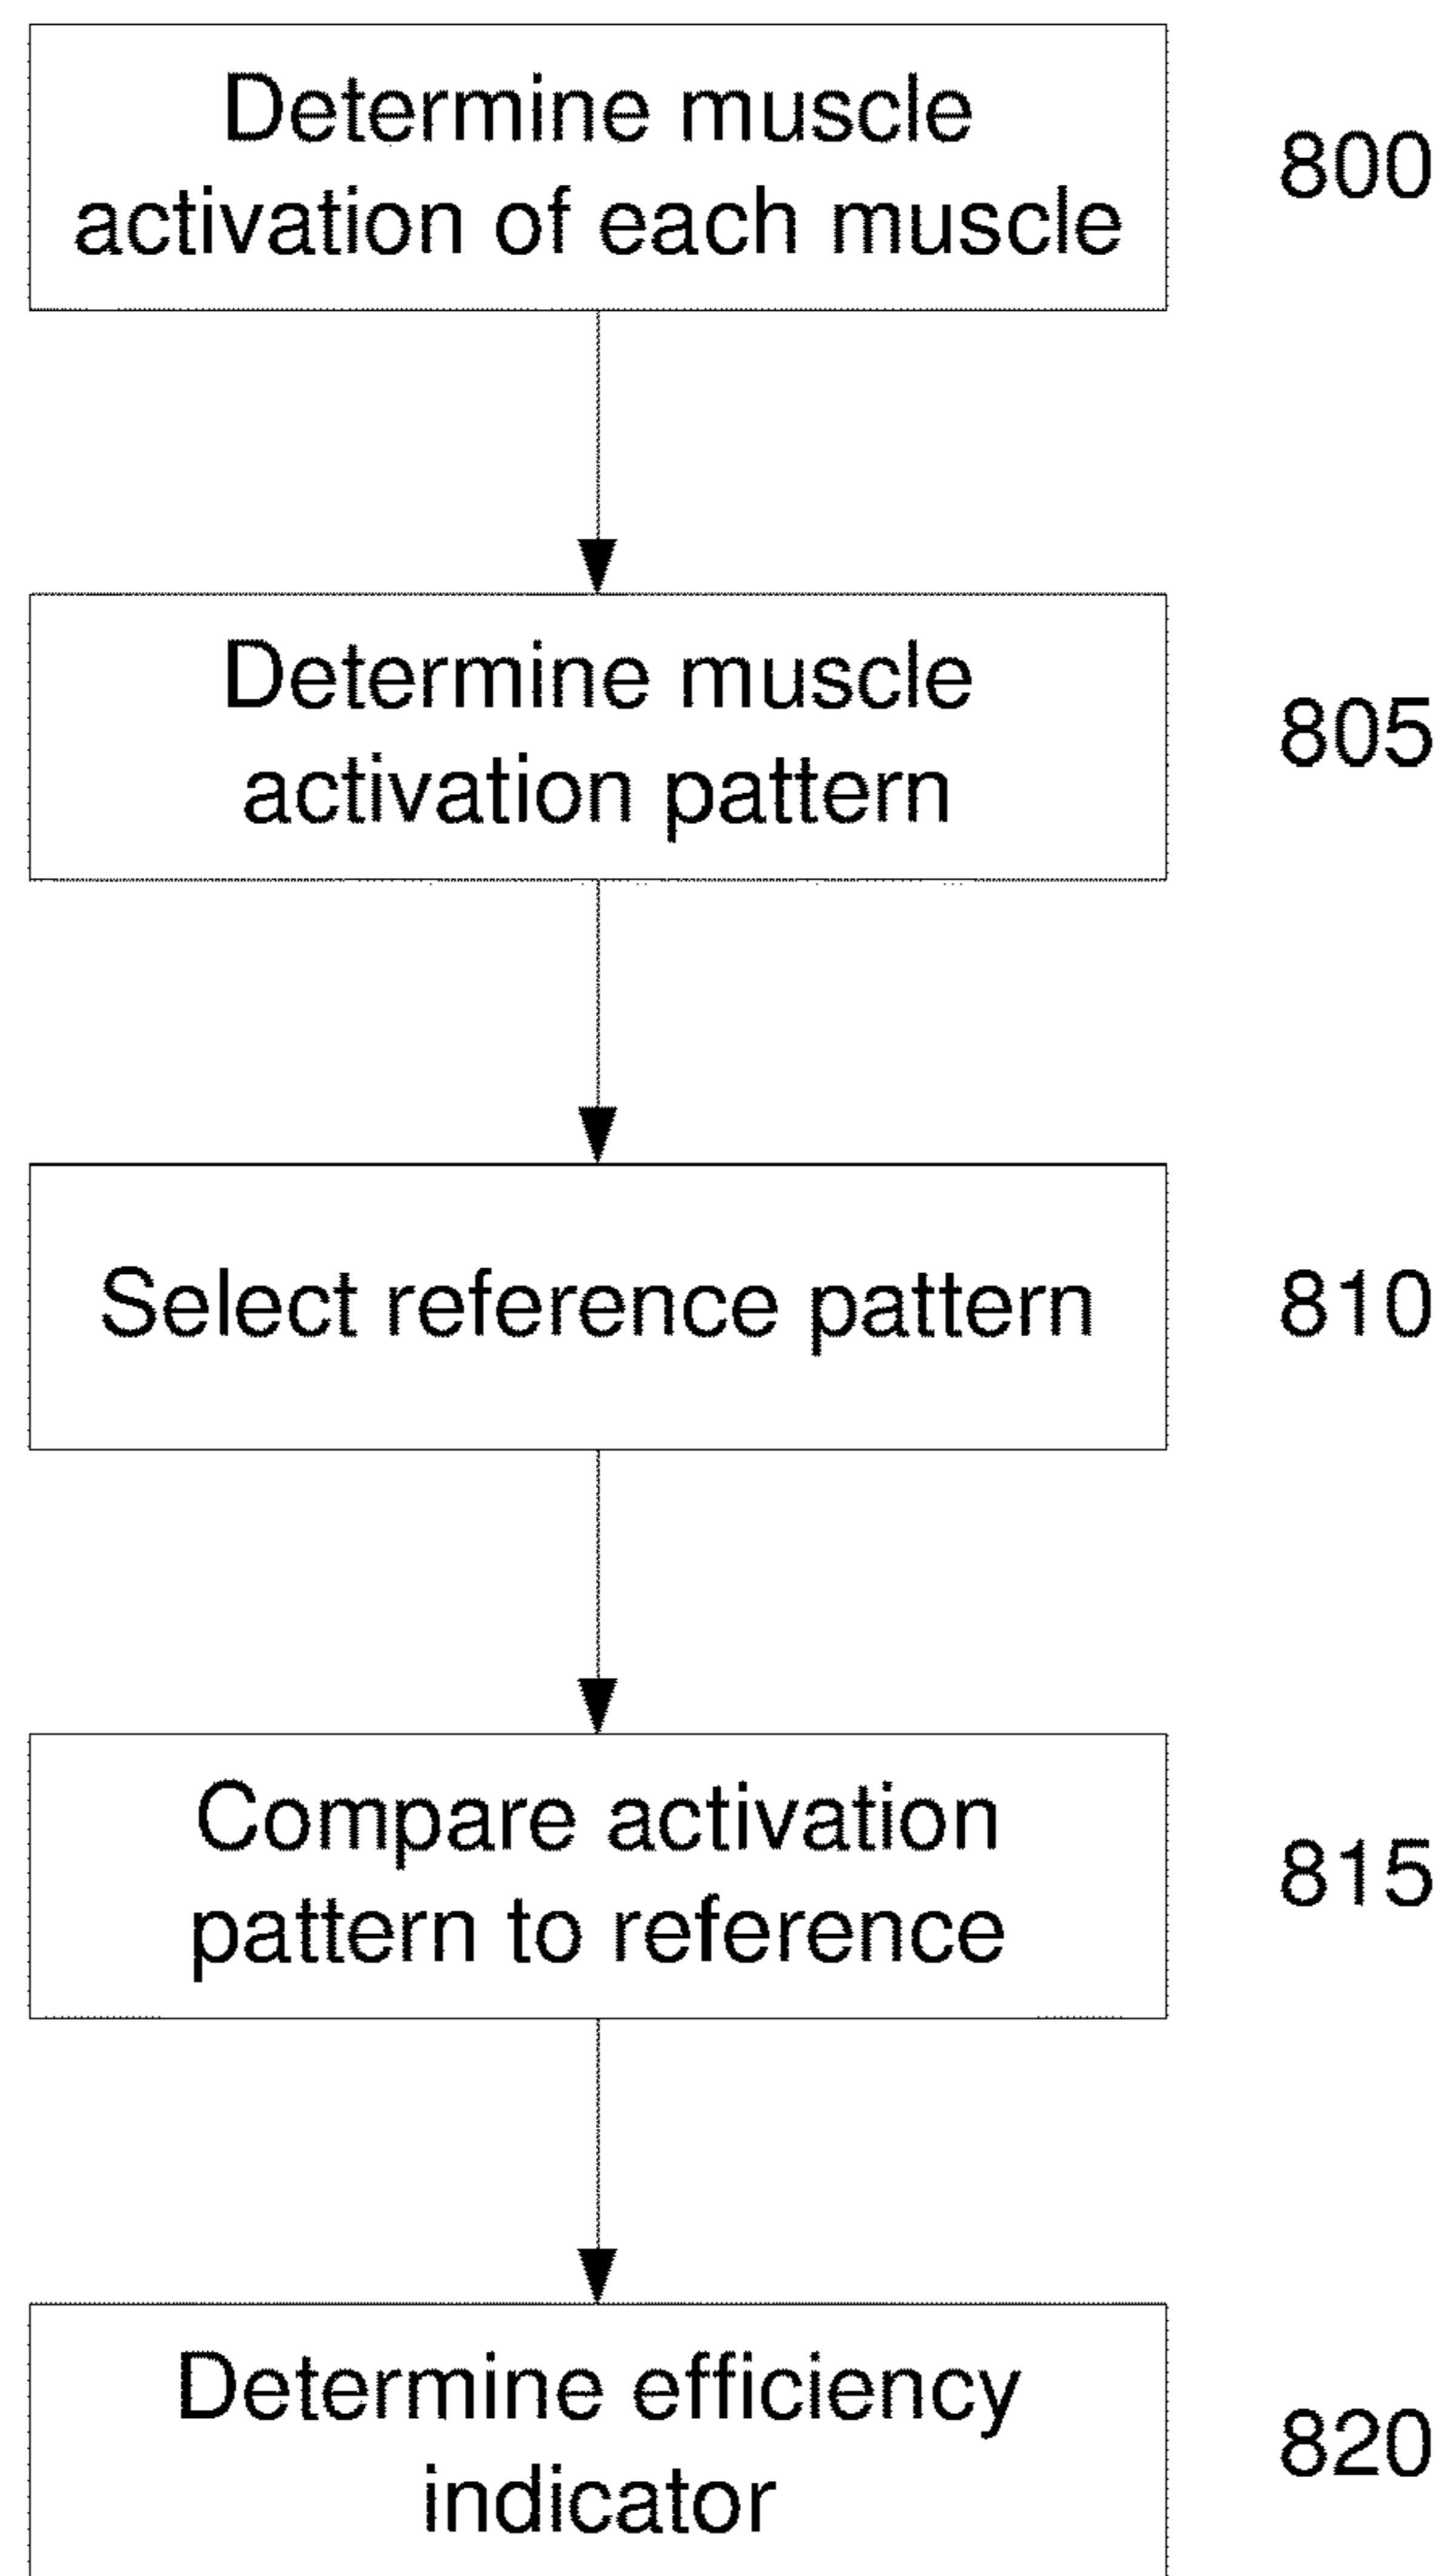 Determine muscle
activation of each muscle
800
Determine muscle
activation pattern
805
Select reference pattern
810
Compare activation
pattern to reference
815
Determine efficiency
indicator
820